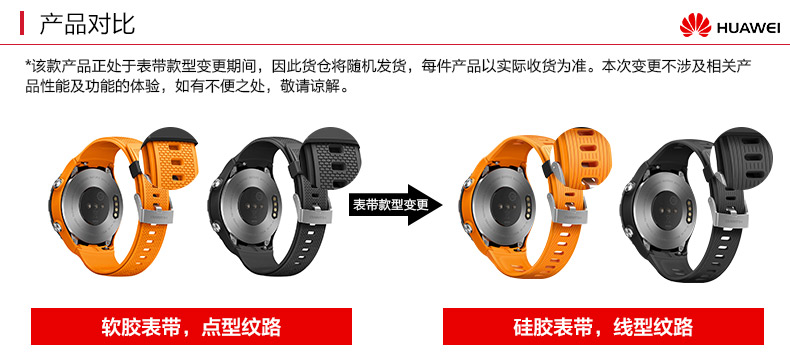 产品对比
HUAWEI
*该款产品正处于表带款型变更期间，因此货仓将随机发货，每件产品以实际收货为准。本次变更不涉及相关产
品性能及功能的体验，如有不便之处，敬请谅解。
表带款型变更
软胶表带，点型纹路
硅胶表带，线型纹路